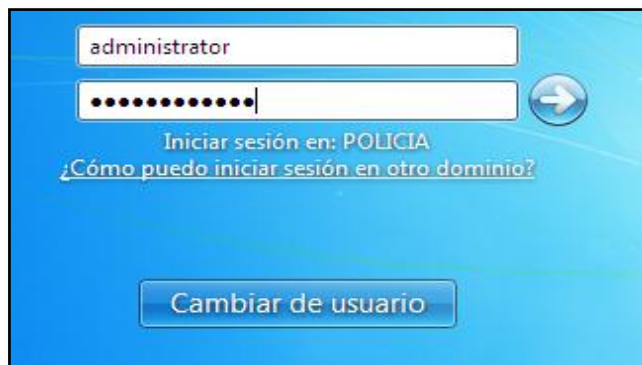 administrator
●●●●●●●●●●●●
Iniciar sesión en: POLICIA
¿Cómo puedo iniciar sesión en otro dominio?
Cambiar de usuario